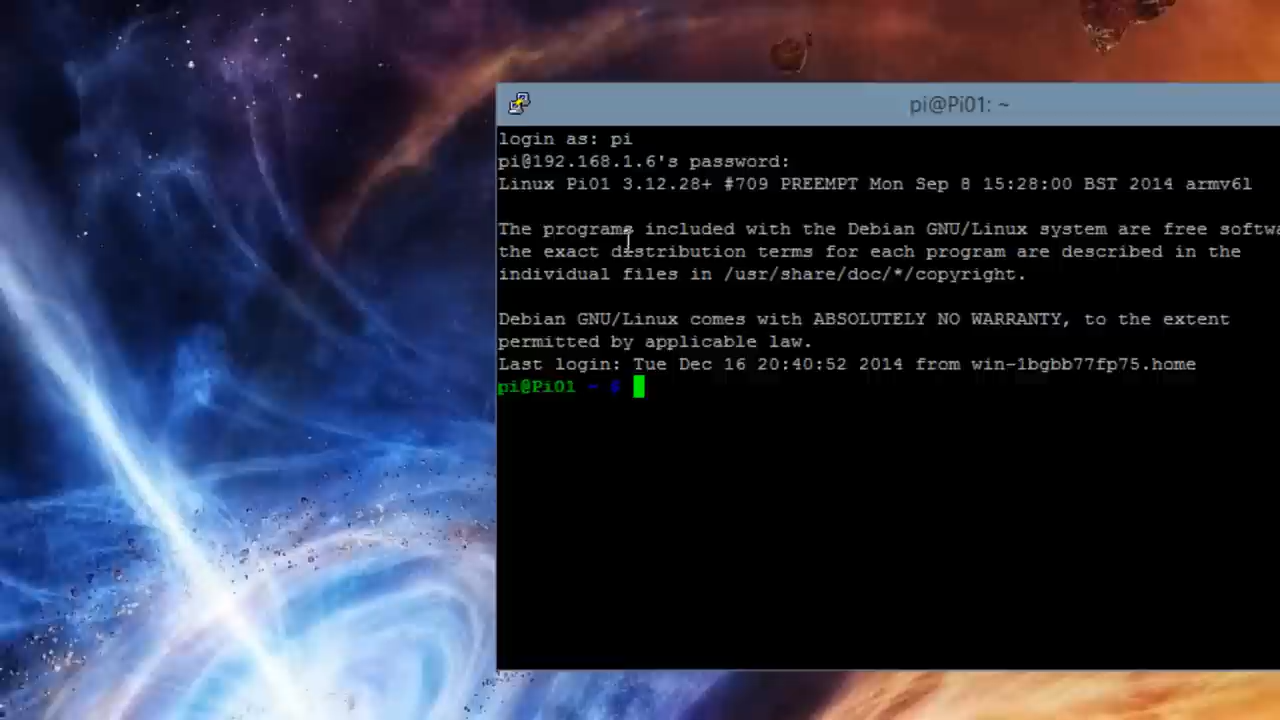 pi@Pi01: ~
login as: pi
pi@192.168.1.6's password:
Linux Pi01 3.12.28+ #709 PREEMPT Mon Sep 8 15:28:00 BST 2014 armv6l
The programs included with the Debian GNU/Linux system are free softwa
the exact distribution terms for each program are described in the
individual files in /usr/share/doc/*/copyright.
Debian GNU/Linux comes with ABSOLUTELY NO WARRANTY, to the extent
permitted by applicable law.
Last login: Tue Dec 16 20:40:52 2014 from win-1bgbb77fp75.home
pi@Pi01 ~ $